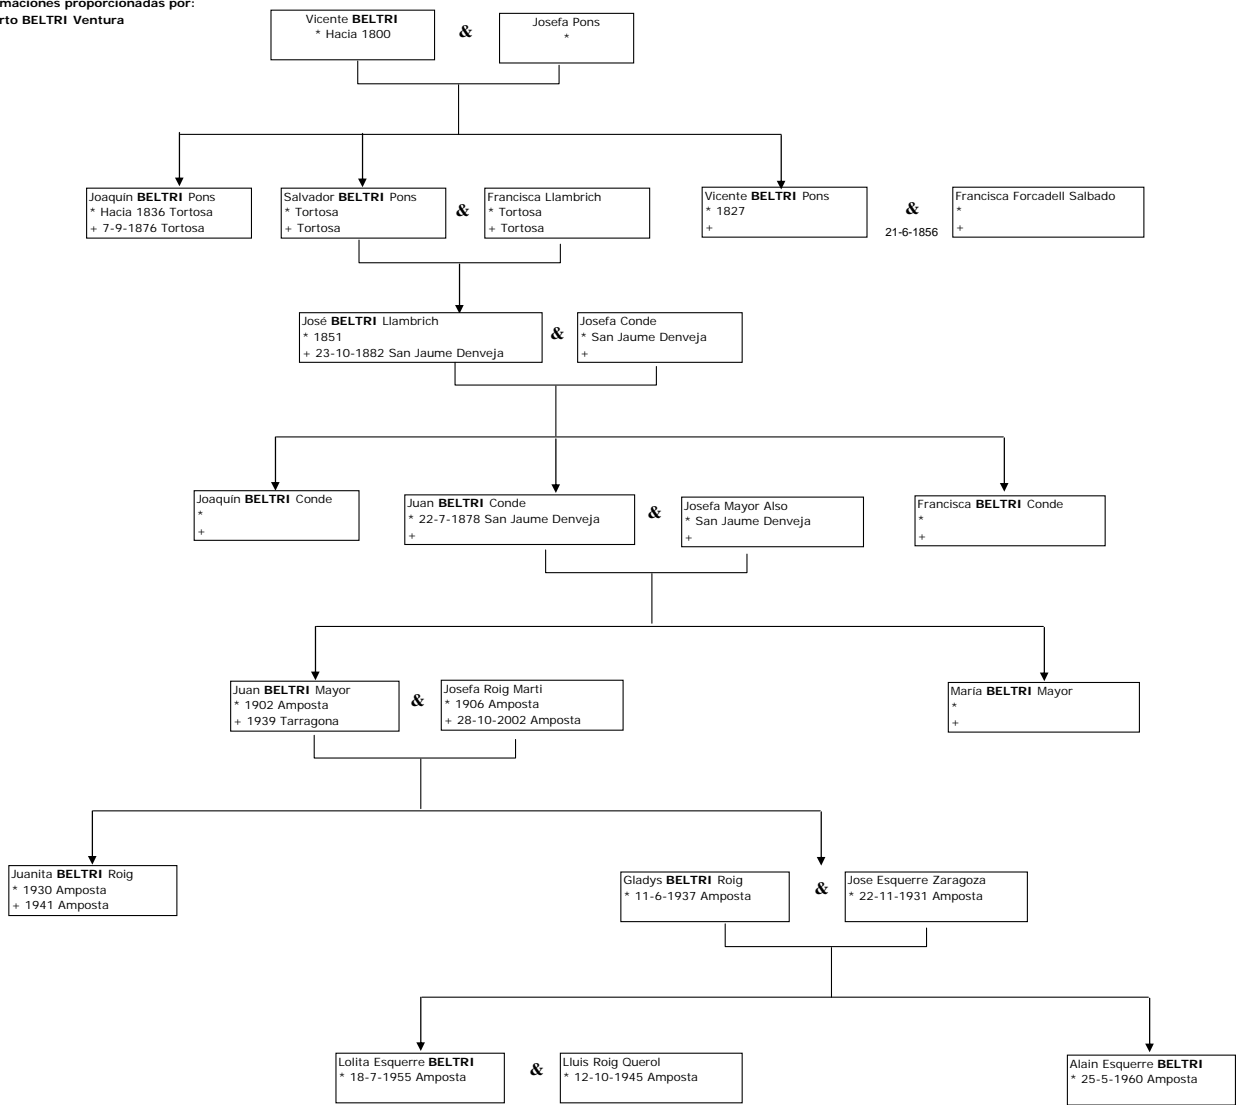 maciones proporcionadas por:
rto BELTRI Ventura
Vicente BELTRI
* Hacia 1800
&
Josefa Pons
*
Joaquín BELTRI Pons
* Hacia 1836 Tortosa
+ 7-9-1876 Tortosa
Salvador BELTRI Pons
* Tortosa
+ Tortosa
&
Francisca Llambrich
* Tortosa
+ Tortosa
Vicente BELTRI Pons
* 1827
+
&
21-6-1856
Francisca Forcadell Salbado
*
+
José BELTRI Llambrich
* 1851
+ 23-10-1882 San Jaume Denveja
&
Josefa Conde
* San Jaume Denveja
+
Joaquín BELTRI Conde
*
+
Juan BELTRI Conde
* 22-7-1878 San Jaume Denveja
+
&
Josefa Mayor Also
* San Jaume Denveja
+
Francisca BELTRI Conde
*
+
Juan BELTRI Mayor
* 1902 Amposta
+ 1939 Tarragona
&
Josefa Roig Marti
* 1906 Amposta
+ 28-10-2002 Amposta
María BELTRI Mayor
*
+
Juanita BELTRI Roig
* 1930 Amposta
+ 1941 Amposta
Gladys BELTRI Roig
* 11-6-1937 Amposta
&
Jose Esquerre Zaragoza
* 22-11-1931 Amposta
Lolita Esquerre BELTRI
* 18-7-1955 Amposta
&
Lluis Roig Querol
* 12-10-1945 Amposta
Alain Esquerre BELTRI
* 25-5-1960 Amposta